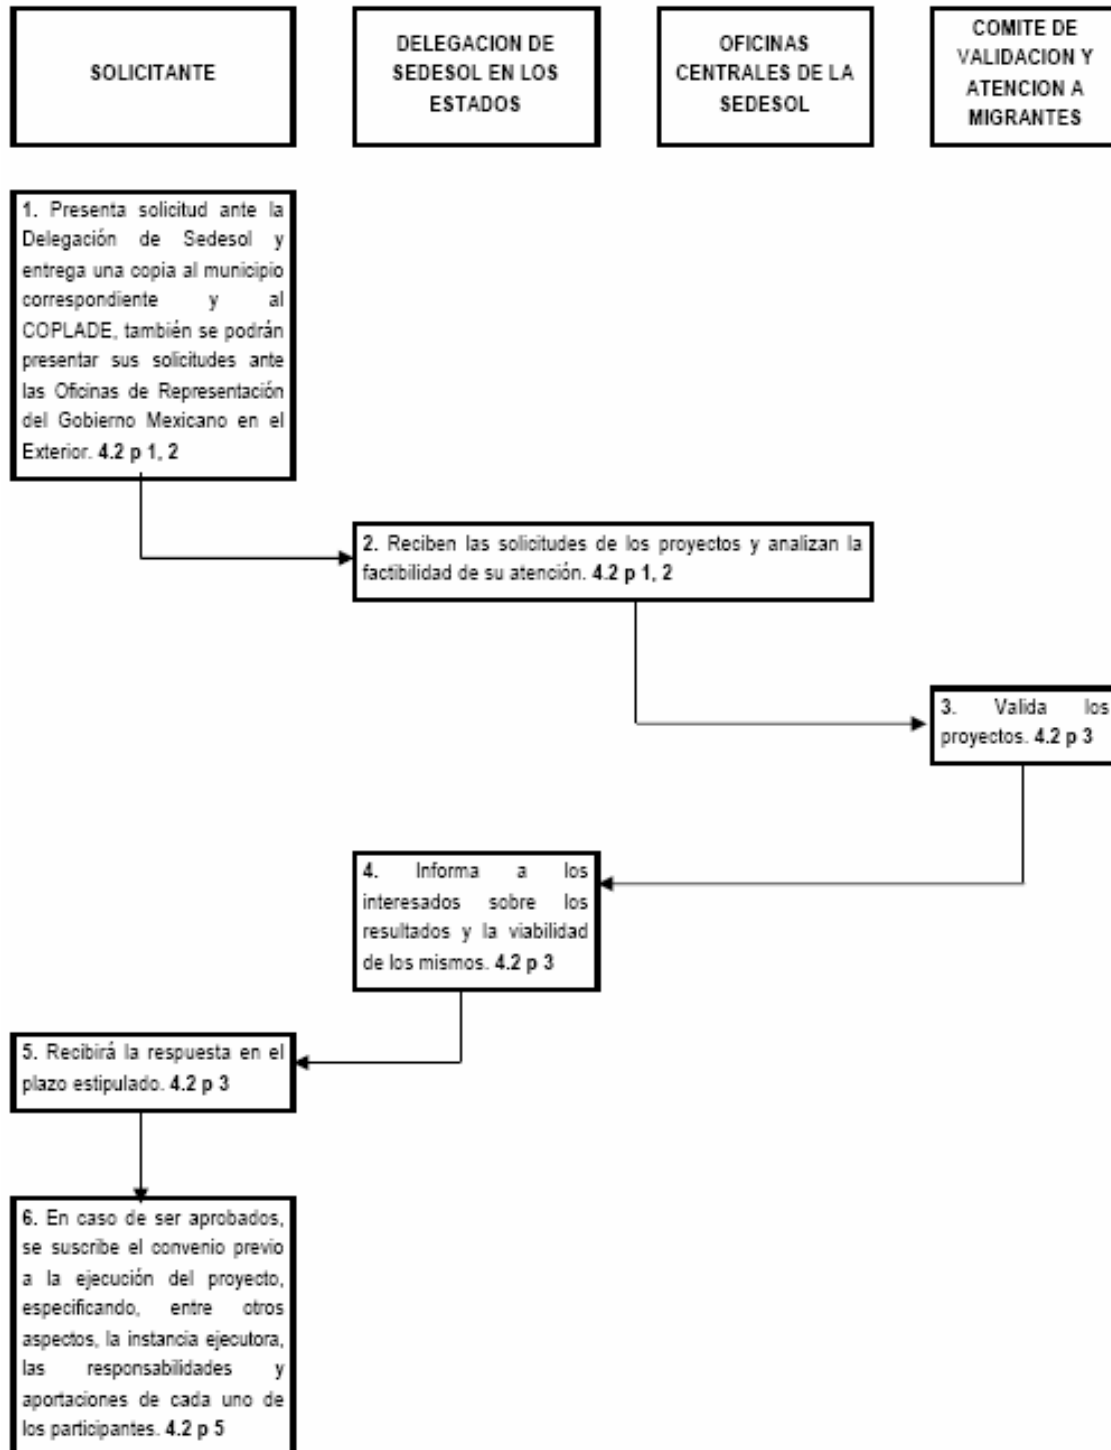 SOLICITANTE
DELEGACION DE
SEDESOL EN LOS
ESTADOS
OFICINAS
CENTRALES DE LA
SEDESOL
COMITE DE
VALIDACION Y
ATENCION A
MIGRANTES
1. Presenta solicitud ante la
Delegación de Sedesol y
entrega una copia al municipio
correspondiente y al
COPLADE, también se podrán
presentar sus solicitudes ante
las Oficinas de Representación
del Gobierno Mexicano en el
Exterior. 4.2 p 1, 2
2. Reciben las solicitudes de los proyectos y analizan la
factibilidad de su atención. 4.2 p 1, 2
3. Valida los
proyectos. 4.2 p 3
4. Informa a los
interesados sobre los
resultados y la viabilidad
de los mismos. 4.2 p 3
5. Recibirá la respuesta en el
plazo estipulado. 4.2 p 3
6. En caso de ser aprobados,
se suscribe el convenio previo
a la ejecución del proyecto,
especificando, entre otros
aspectos, la instancia ejecutora,
las responsabilidades y
aportaciones de cada uno de
los participantes. 4.2 p 5